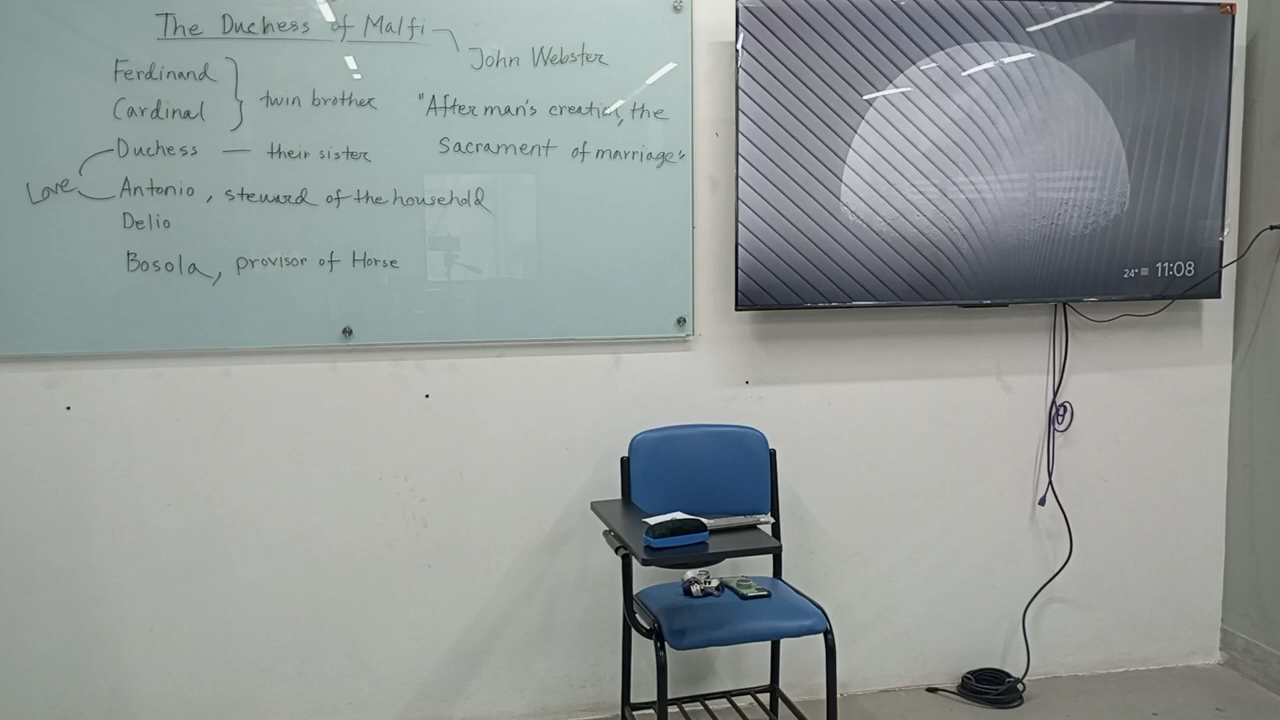 The Duchess of Malfi
John Webster
Ferdinand
Cardinal } twin brother
"After man's creation, the
Sacrament of marriage"
Duchess — their sister
Love
Antonio, steward of the household
Delio
Bosola, provisor of Horse
24° 11:08